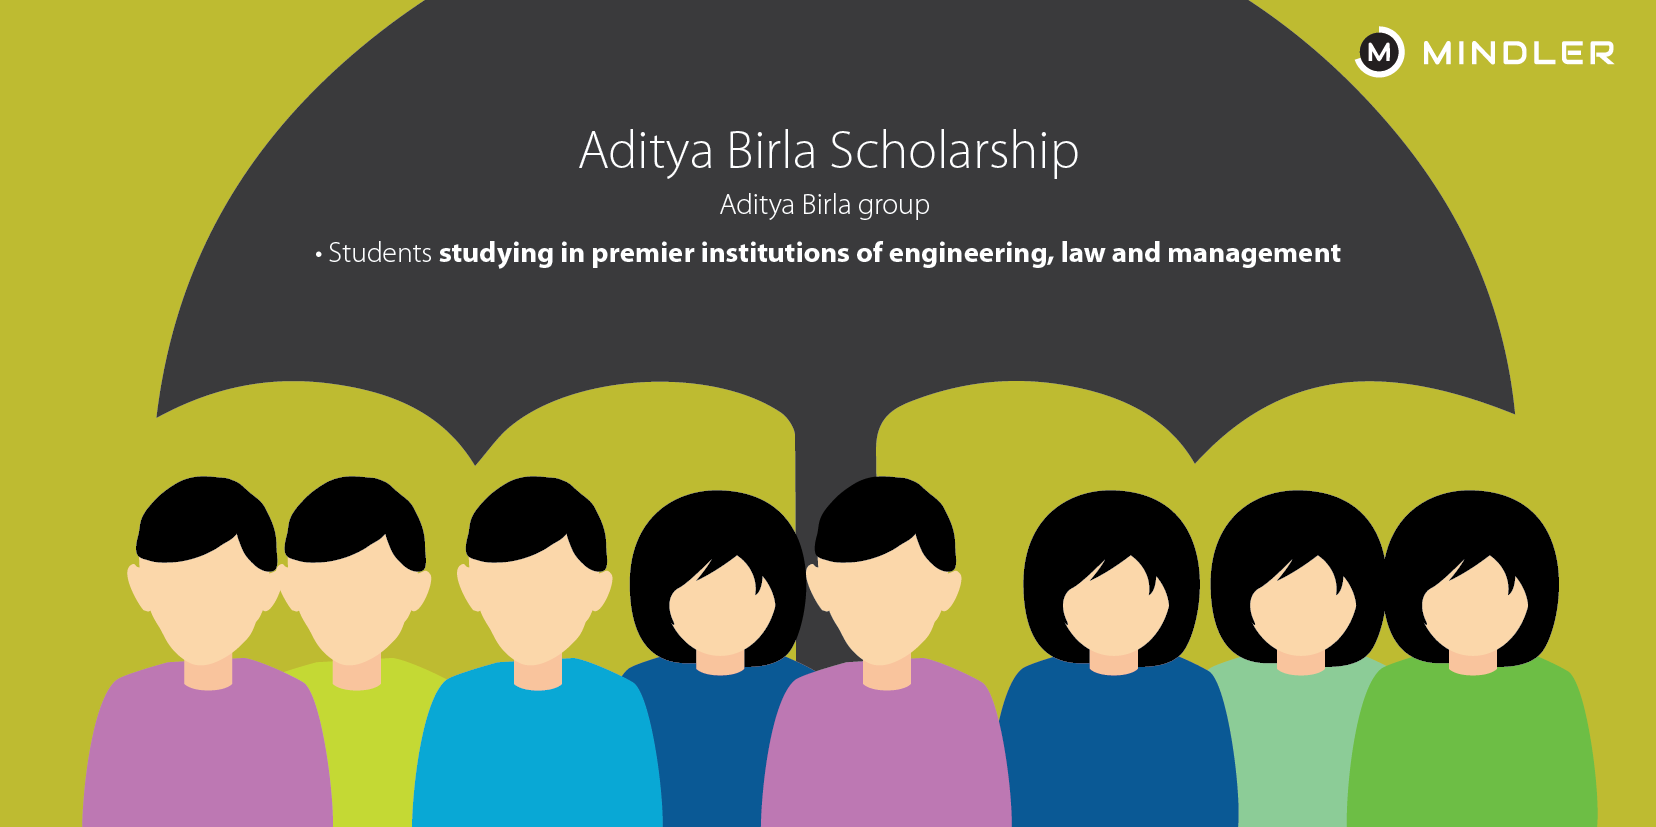 M MINDLER
Aditya Birla Scholarship
Aditya Birla group
• Students studying in premier institutions of engineering, law and management